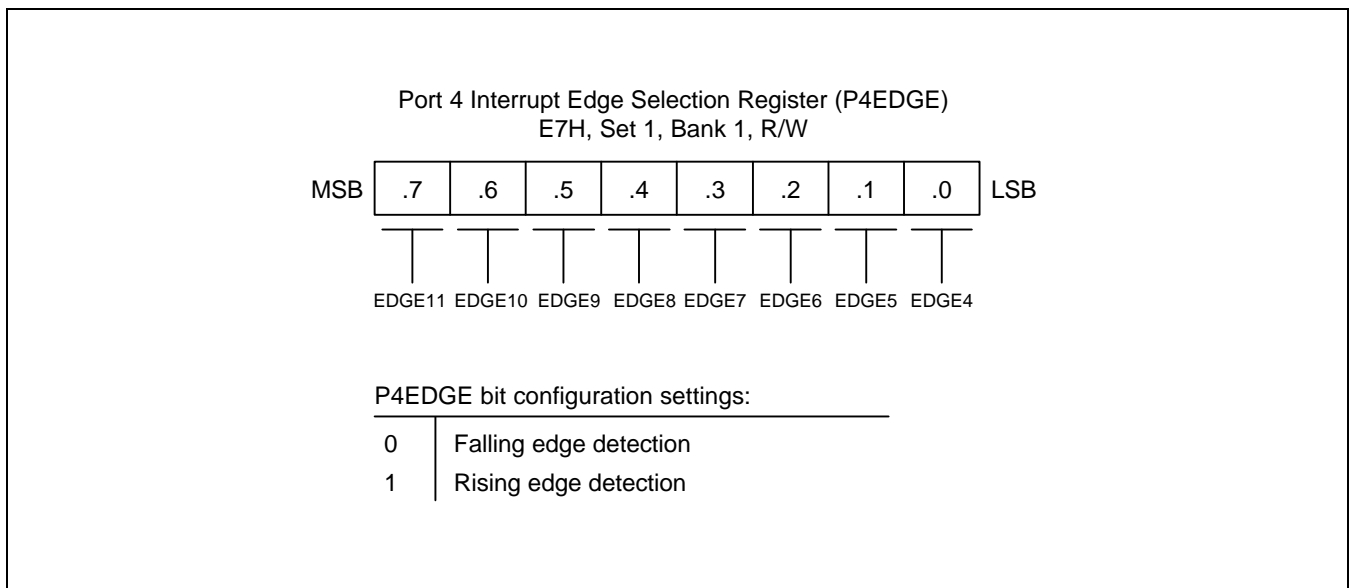 Port 4 Interrupt Edge Selection Register (P4EDGE)
E7H, Set 1, Bank 1, R/W
MSB .7 .6 .5 .4 .3 .2 .1 .0 LSB
EDGE11 EDGE10 EDGE9 EDGE8 EDGE7 EDGE6 EDGE5 EDGE4
P4EDGE bit configuration settings:
0 Falling edge detection
1 Rising edge detection